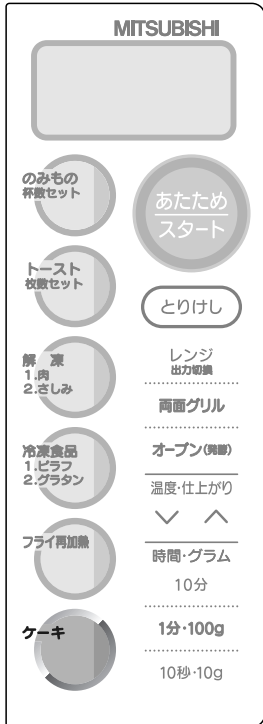 MITSUBISHI
のみもの
杯数セット
あたため
スタート
トースト
枚数セット
とりけし
解 凍
1.肉
2.さしみ
レンジ
出力切換
両面グリル
冷凍食品
1.ピラフ
2.グラタン
オーブン(発酵)
温度・仕上がり
フライ再加熱
時間・グラム
10分
ケーキ
1分・100g
10秒・10g